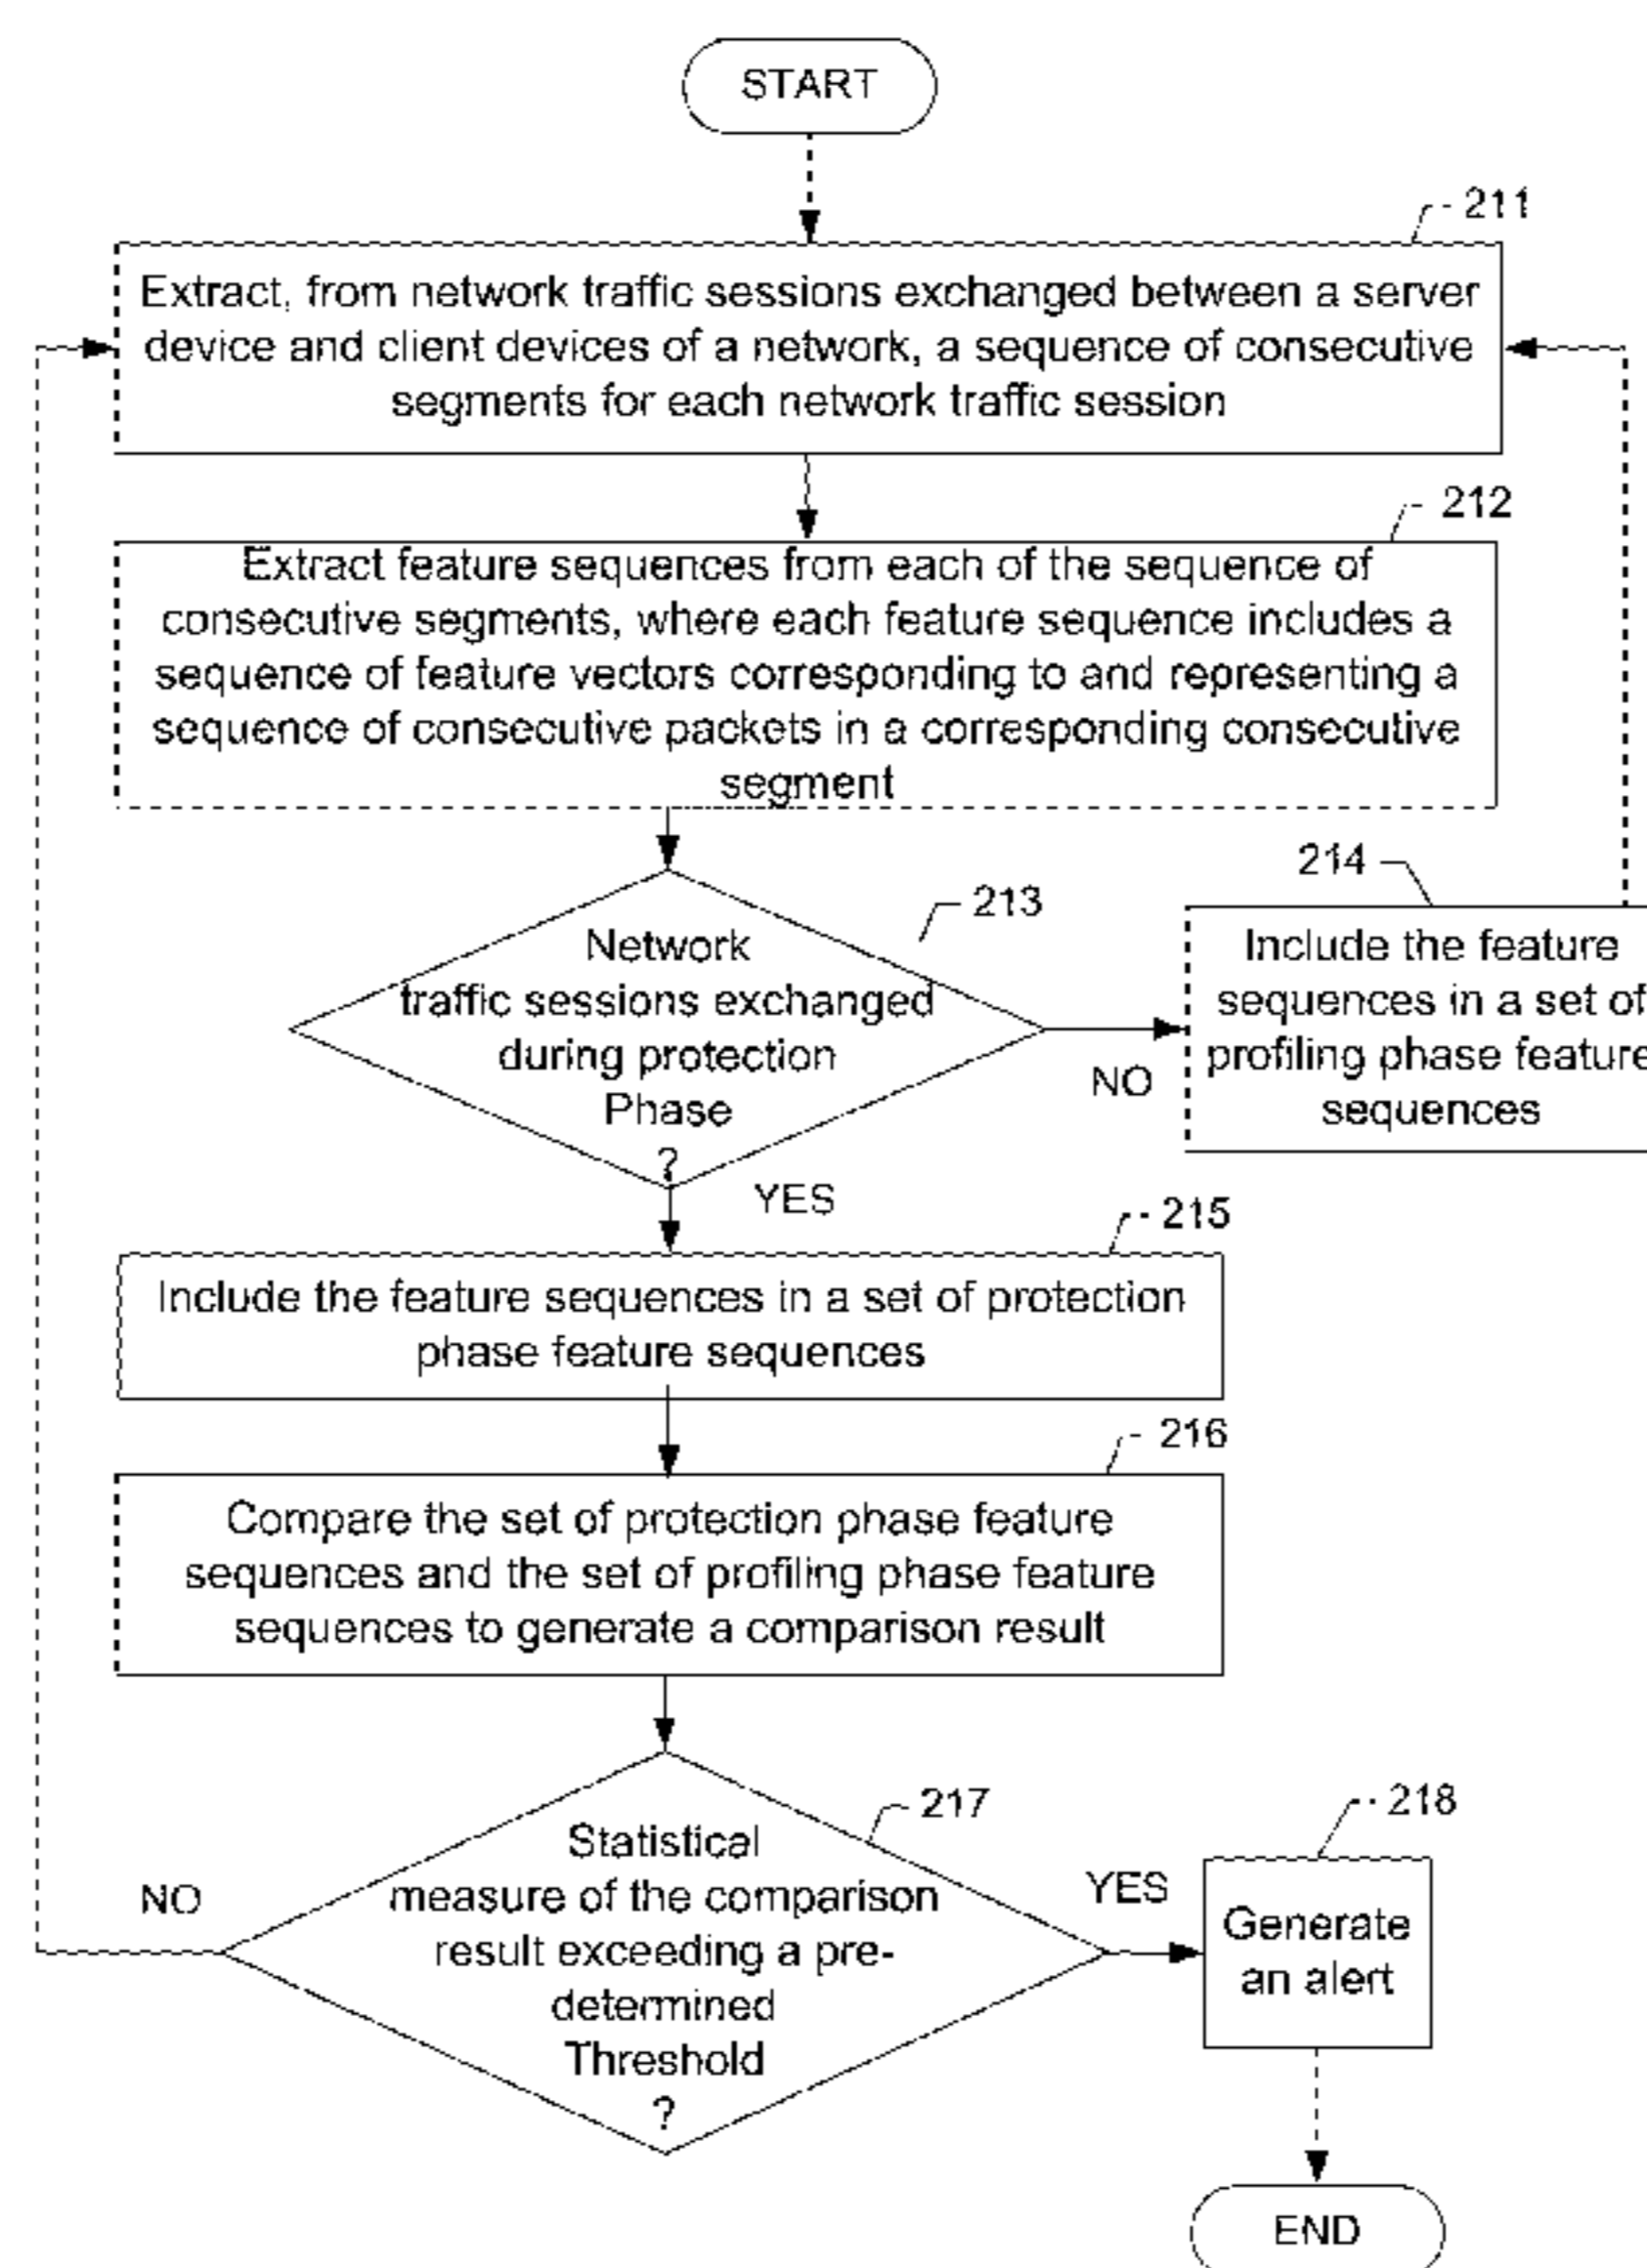 START
211
Extract, from network traffic sessions exchanged between a server
device and client devices of a network, a sequence of consecutive
segments for each network traffic session
212
Extract feature sequences from each of the sequence of
consecutive segments, where each feature sequence includes a
sequence of feature vectors corresponding to and representing a
sequence of consecutive packets in a corresponding consecutive
segment
213
Network
traffic sessions exchanged
during protection
Phase
?
NO
214
Include the feature
sequences in a set of
profiling phase feature
sequences
YES
215
Include the feature sequences in a set of protection
phase feature sequences
216
Compare the set of protection phase feature
sequences and the set of profiling phase feature
sequences to generate a comparison result
217
Statistical
measure of the comparison
result exceeding a pre-
determined
Threshold
?
NO
YES
218
Generate
an alert
END